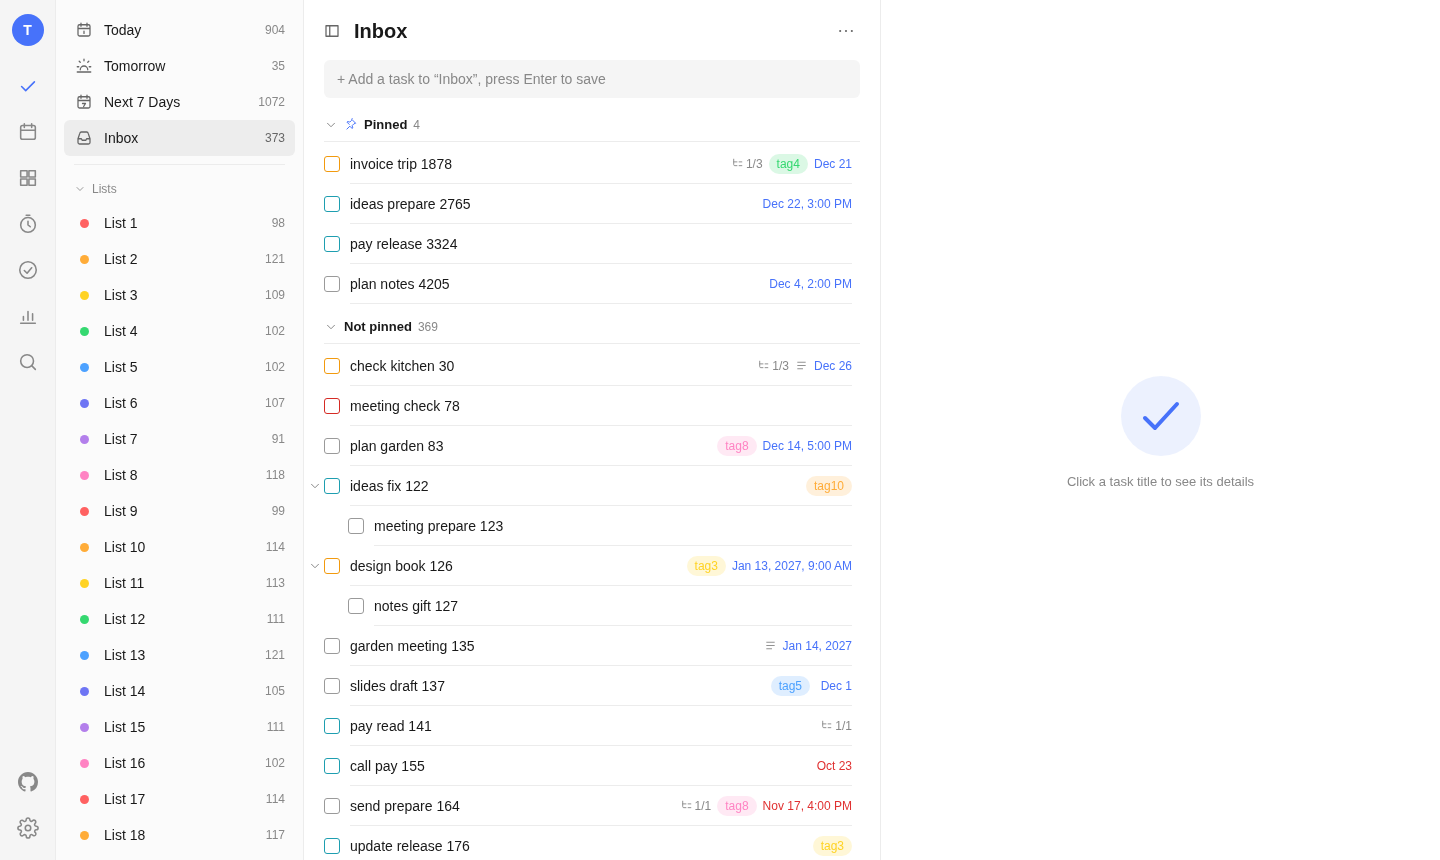 T
Today 904
Tomorrow 35
Next 7 Days 1072
Inbox 373
Lists
List 1 98
List 2 121
List 3 109
List 4 102
List 5 102
List 6 107
List 7 91
List 8 118
List 9 99
List 10 114
List 11 113
List 12 111
List 13 121
List 14 105
List 15 111
List 16 102
List 17 114
List 18 117
Inbox
+ Add a task to “Inbox”, press Enter to save
Pinned 4
invoice trip 1878 1/3 tag4 Dec 21
ideas prepare 2765 Dec 22, 3:00 PM
pay release 3324
plan notes 4205 Dec 4, 2:00 PM
Not pinned 369
check kitchen 30 1/3 Dec 26
meeting check 78
plan garden 83 tag8 Dec 14, 5:00 PM
ideas fix 122 tag10
meeting prepare 123
design book 126 tag3 Jan 13, 2027, 9:00 AM
notes gift 127
garden meeting 135 Jan 14, 2027
slides draft 137 tag5 Dec 1
pay read 141 1/1
call pay 155 Oct 23
send prepare 164 1/1 tag8 Nov 17, 4:00 PM
update release 176 tag3
Click a task title to see its details